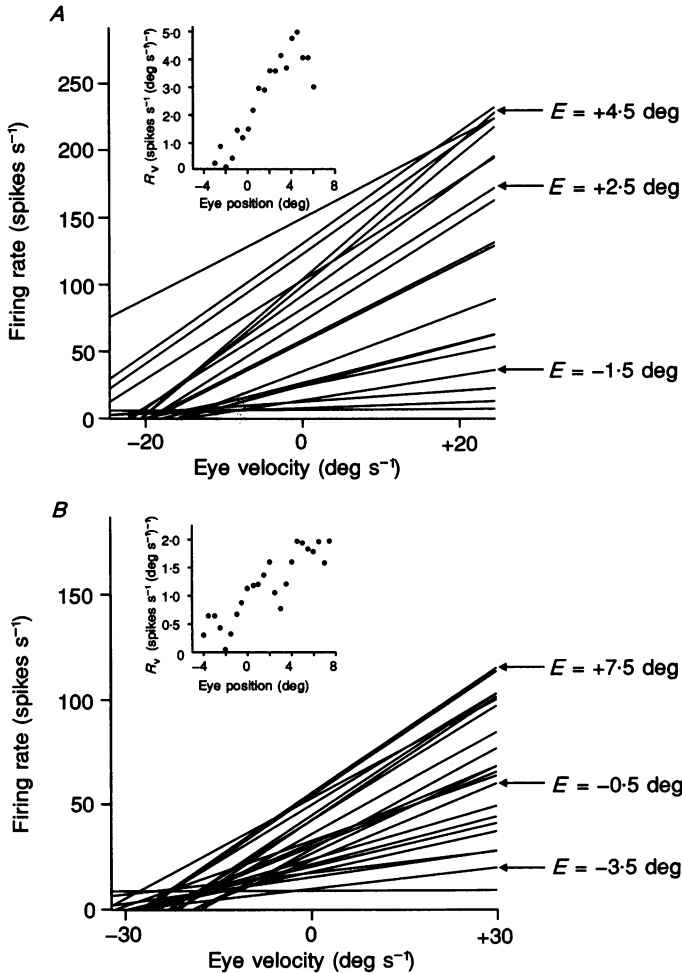 A
5·0
4·0
3·0
2·0
1·0
0
Rv (spikes s⁻¹ (deg s⁻¹)⁻¹)
−4 0 4 8
Eye position (deg)
250
200
150
100
50
0
Firing rate (spikes s⁻¹)
E = +4·5 deg
E = +2·5 deg
E = −1·5 deg
−20 0 +20
Eye velocity (deg s⁻¹)
B
2·0
1·5
1·0
0·5
0
Rv (spikes s⁻¹ (deg s⁻¹)⁻¹)
−4 0 4 8
Eye position (deg)
150
100
50
0
Firing rate (spikes s⁻¹)
E = +7·5 deg
E = −0·5 deg
E = −3·5 deg
−30 0 +30
Eye velocity (deg s⁻¹)